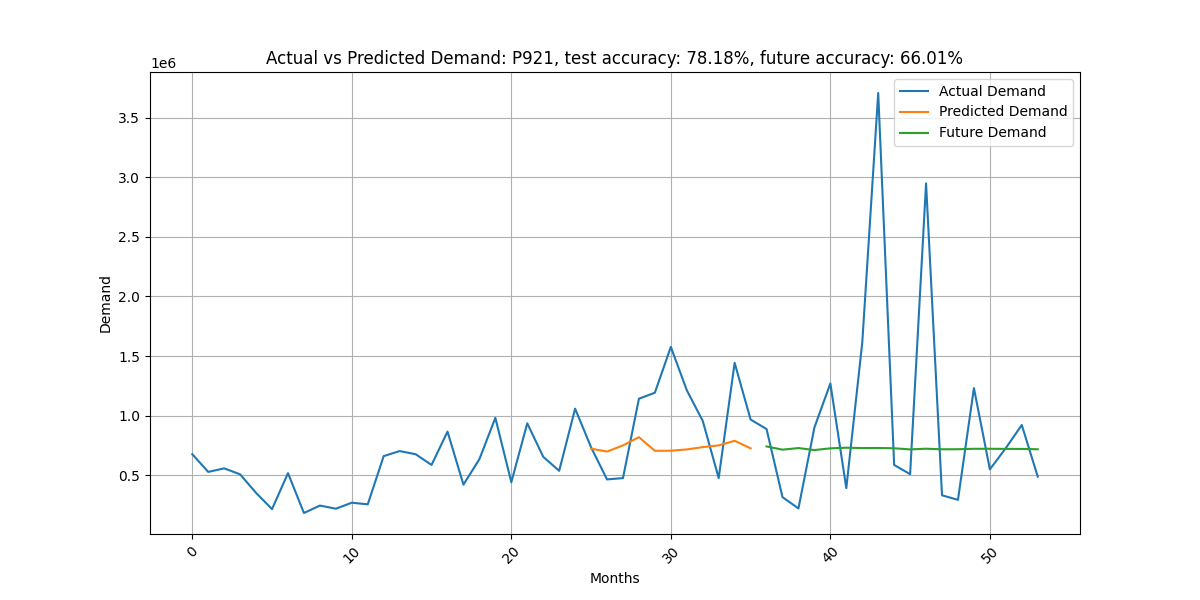 Actual vs Predicted Demand: P921, test accuracy: 78.18%, future accuracy: 66.01%
1e6
Actual Demand
Predicted Demand
Future Demand
3.5
3.0
2.5
2.0
1.5
1.0
0.5
Demand
0
10
20
30
40
50
Months